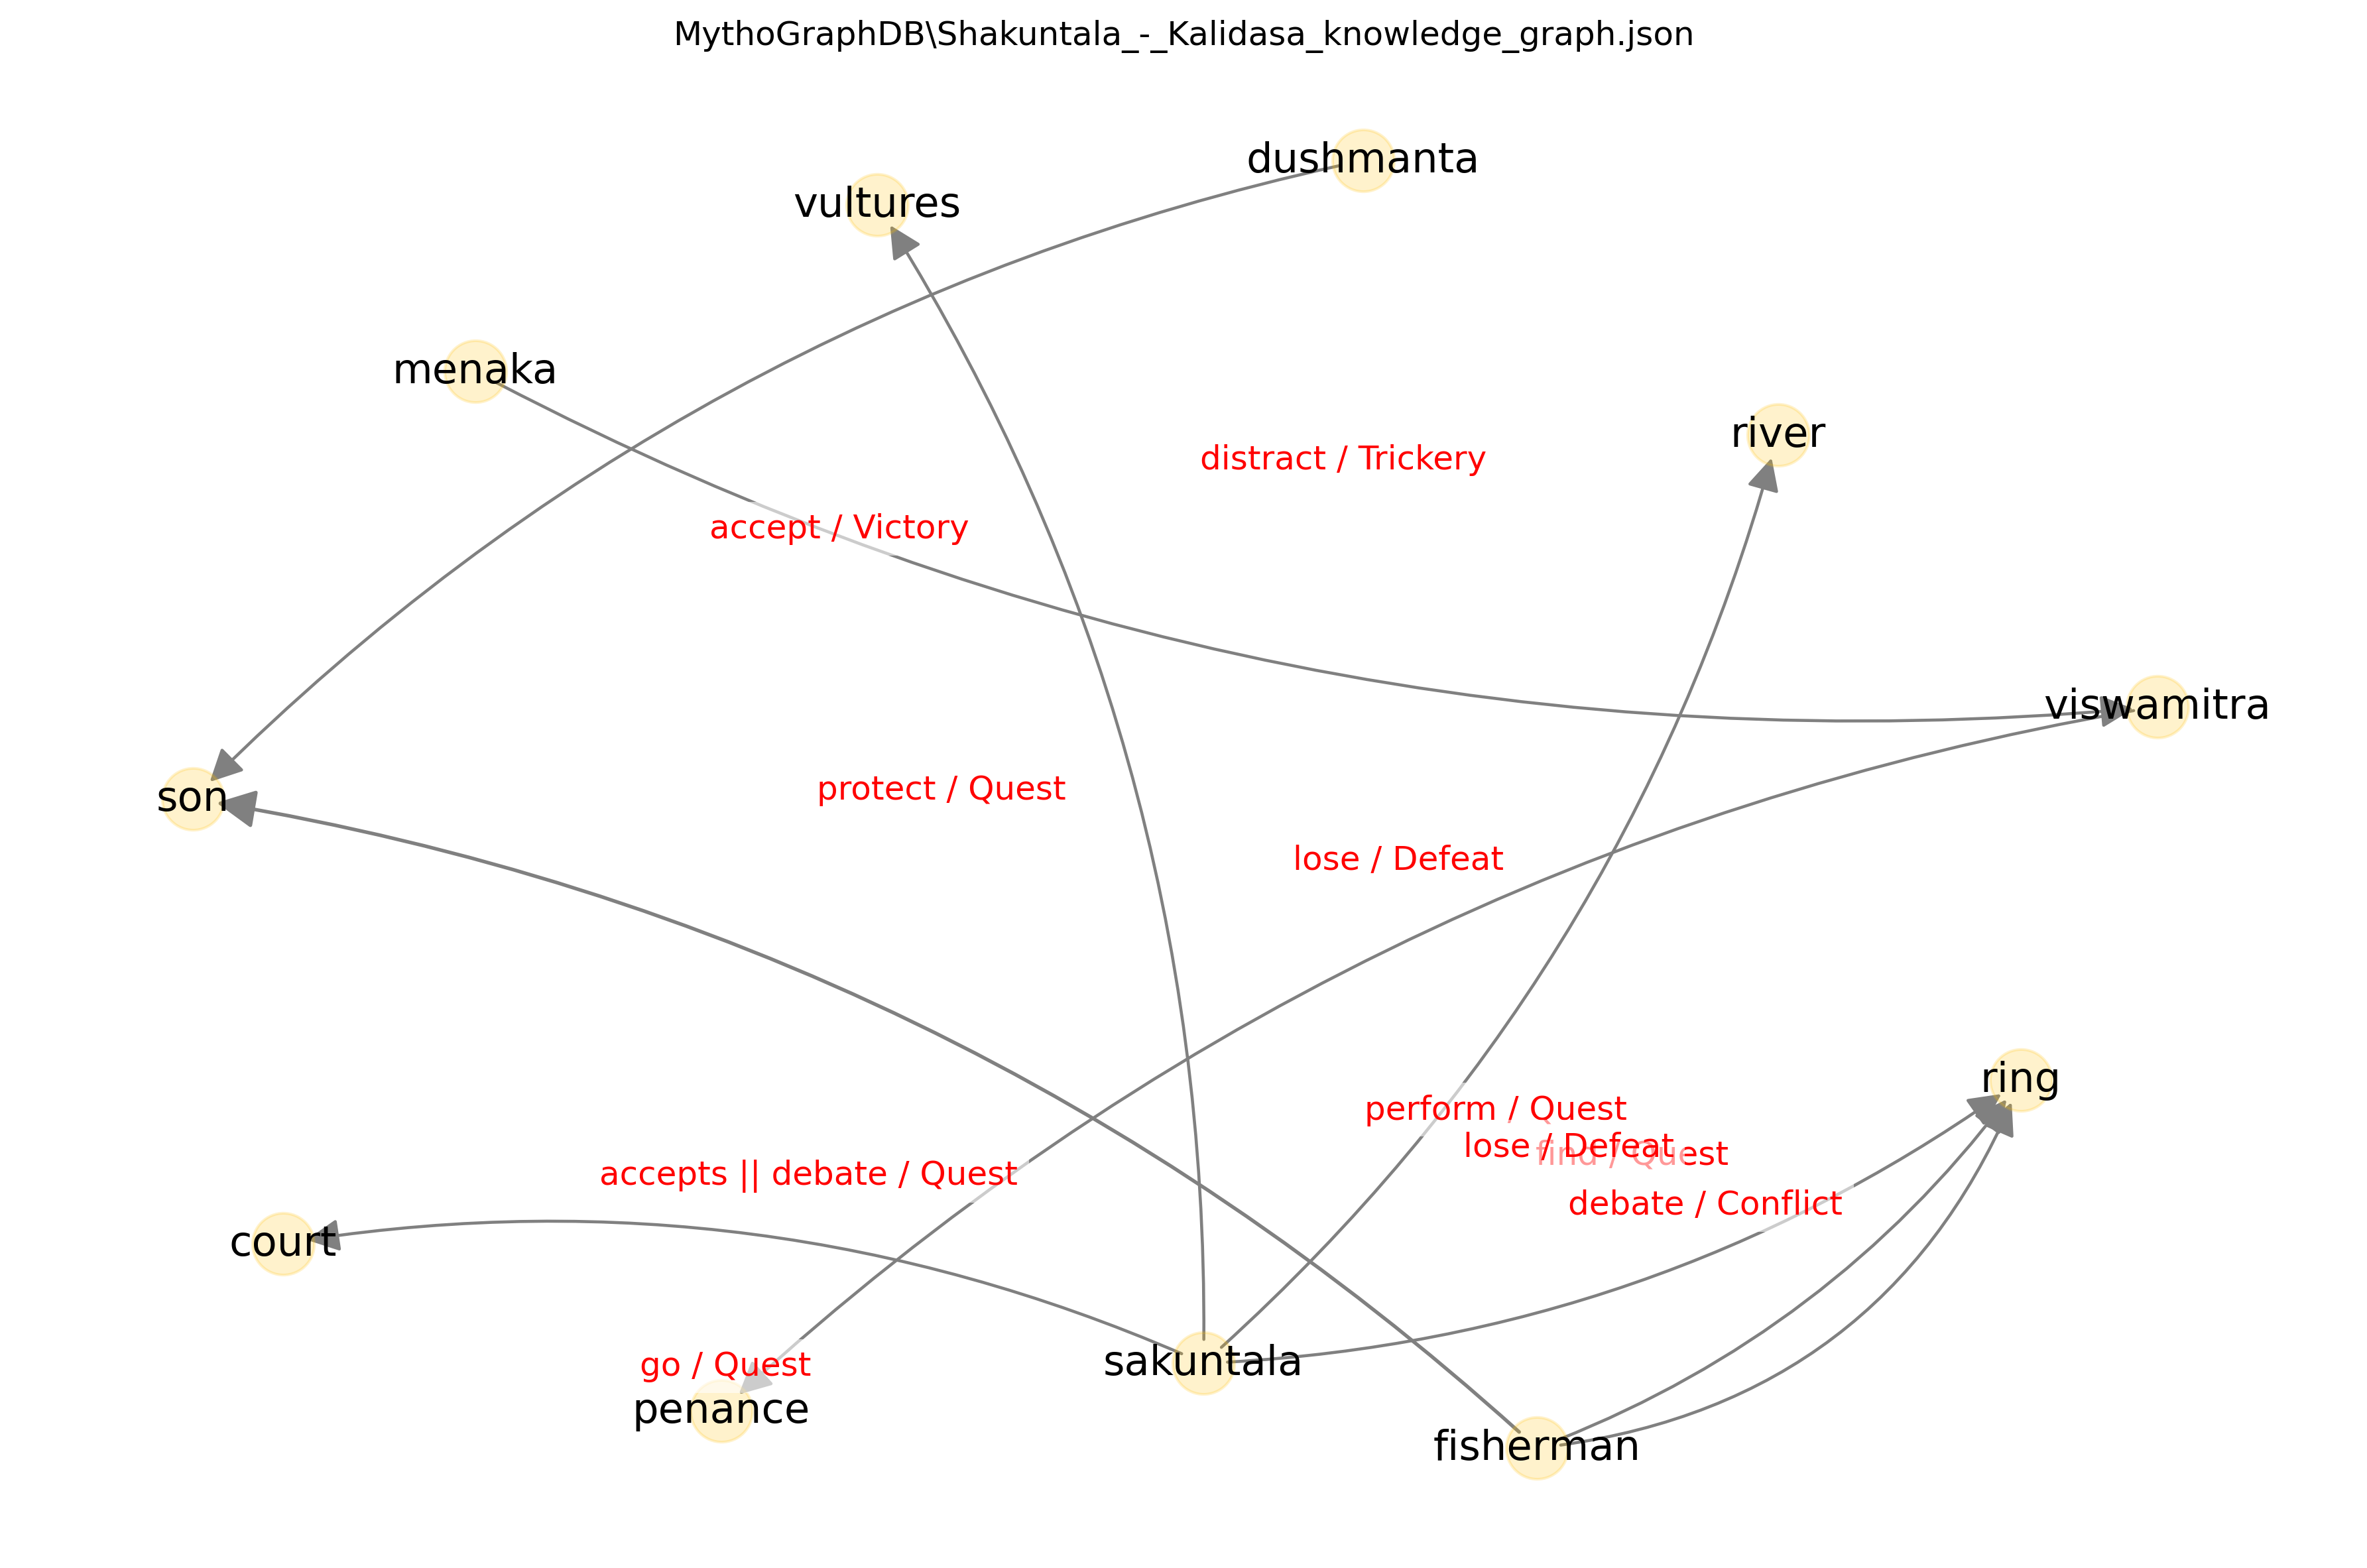 MythoGraphDB\Shakuntala_-_Kalidasa_knowledge_graph.json
dushmanta
vultures
menaka
river
distract / Trickery
accept / Victory
viswamitra
son
protect / Quest
lose / Defeat
ring
perform / Quest
lose / Defeat
find / Quest
accepts || debate / Quest
debate / Conflict
court
sakuntala
go / Quest
penance
fisherman